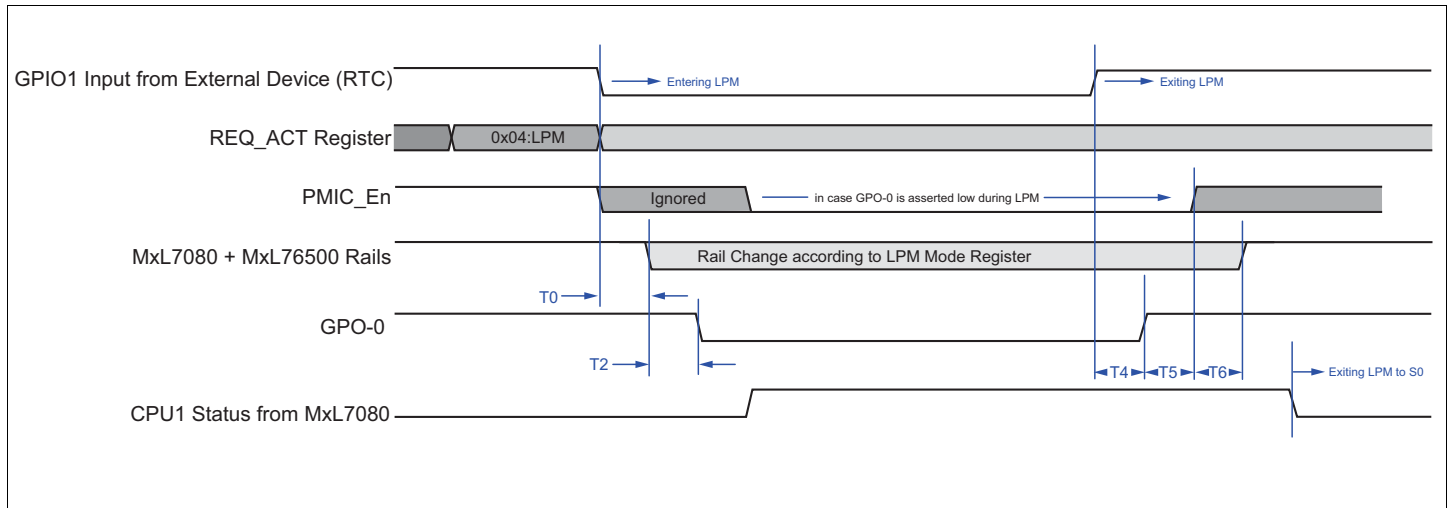 GPIO1 Input from External Device (RTC)
Entering LPM
Exiting LPM
REQ_ACT Register
0x04:LPM
PMIC_En
Ignored
in case GPO-0 is asserted low during LPM
MxL7080 + MxL76500 Rails
Rail Change according to LPM Mode Register
T0
GPO-0
T2
T4
T5
T6
Exiting LPM to S0
CPU1 Status from MxL7080